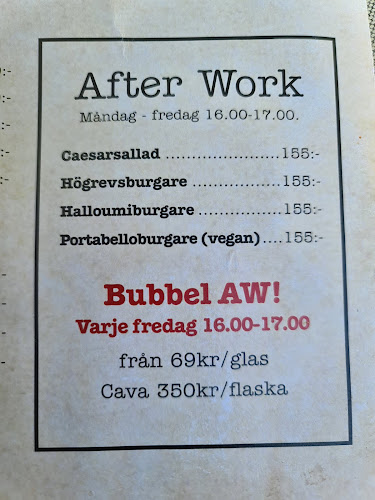 After Work
Måndag - fredag 16.00-17.00.
Caesarsallad ......................155:-
Högrevsburgare ..................155:-
Halloumiburgare ................155:-
Portabelloburgare (vegan)....155:-
Bubbel AW!
Varje fredag 16.00-17.00
från 69kr/glas
Cava 350kr/flaska